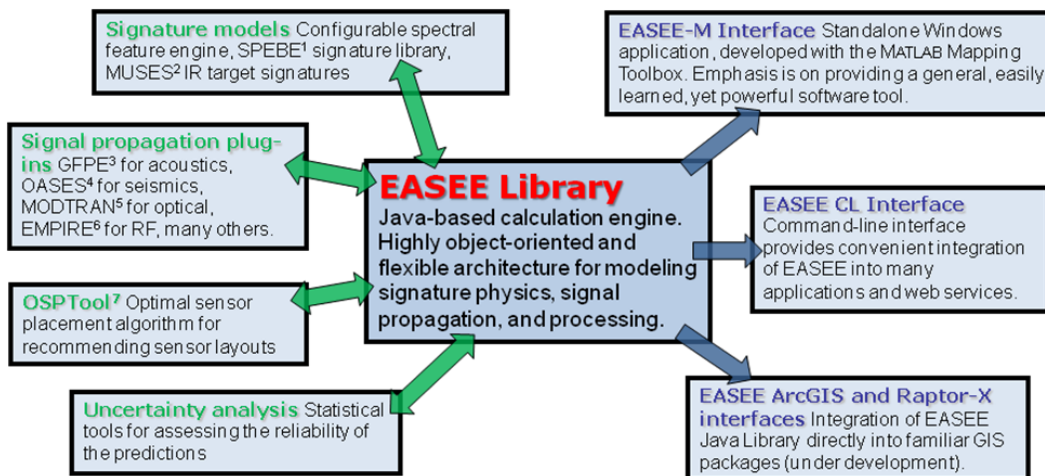 Signature models Configurable
spectral feature engine, SPEBE¹ signature library,
MUSES² IR target signatures
Signal propagation plug-
ins GFPE³ for acoustics,
OASES⁴ for seismics,
MODTRAN⁵ for optical,
EMPIRE⁶ for RF, many others.
OSPTool⁷ Optimal sensor
placement algorithm for
recommending sensor layouts
Uncertainty analysis Statistical
tools for assessing the reliability of
the predictions
EASEE Library
Java-based calculation engine.
Highly object-oriented and
flexible architecture for modeling
signature physics, signal
propagation, and processing.
EASEE-M Interface Standalone Windows
application, developed with the MATLAB Mapping
Toolbox. Emphasis is on providing a general, easily
learned, yet powerful software tool.
EASEE CL Interface
Command-line interface
provides convenient integration
of EASEE into many
applications and web services.
EASEE ArcGIS and Raptor-X
interfaces Integration of EASEE
Java Library directly into familiar GIS
packages (under development).